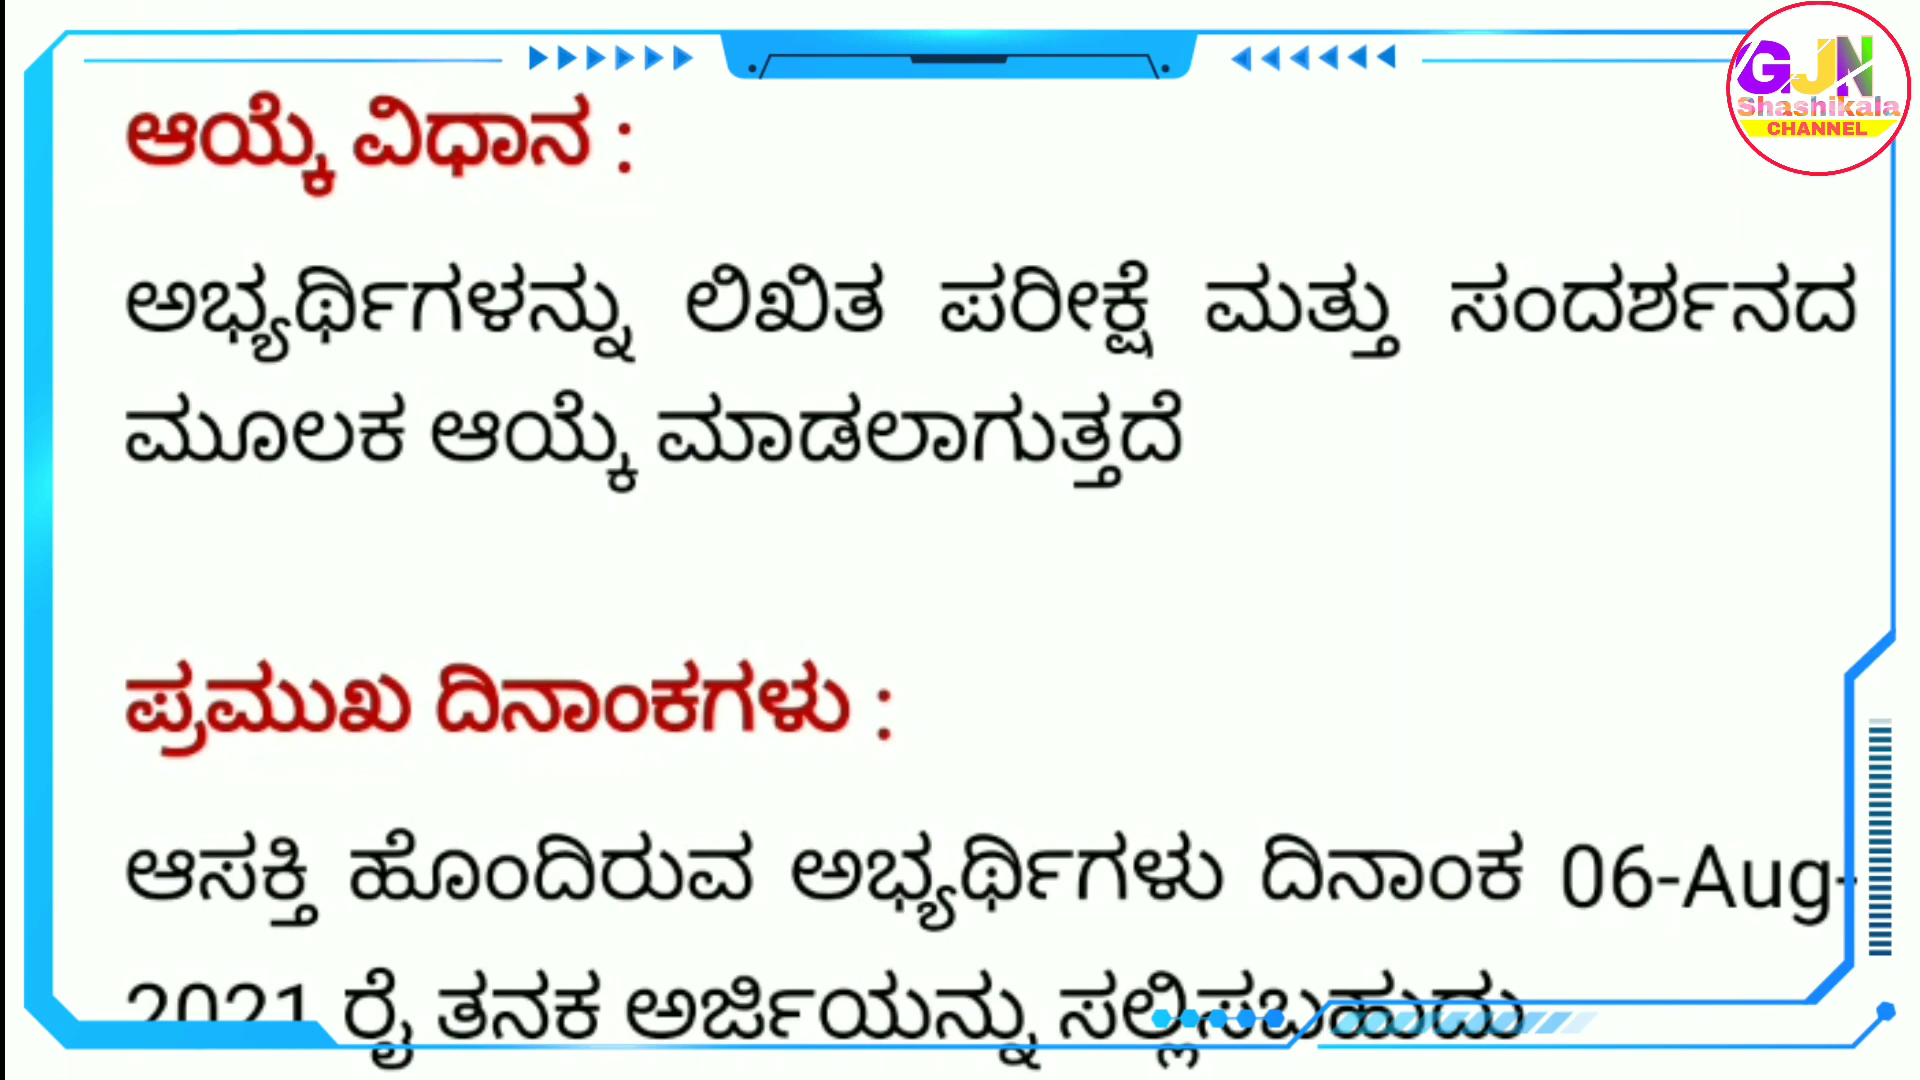 GJN
Shashikala
CHANNEL
ಆಯ್ಕೆ ವಿಧಾನ :
ಅಭ್ಯರ್ಥಿಗಳನ್ನು ಲಿಖಿತ ಪರೀಕ್ಷೆ ಮತ್ತು ಸಂದರ್ಶನದ
ಮೂಲಕ ಆಯ್ಕೆ ಮಾಡಲಾಗುತ್ತದೆ
ಪ್ರಮುಖ ದಿನಾಂಕಗಳು :
ಆಸಕ್ತಿ ಹೊಂದಿರುವ ಅಭ್ಯರ್ಥಿಗಳು ದಿನಾಂಕ 06-Aug-
2021 ರೈ ತನಕ ಅರ್ಜಿಯನ್ನು ಸಲ್ಲಿಸಬಹುದು